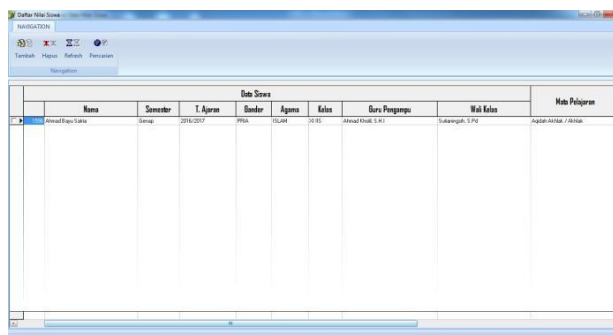 Daftar Nilai Siswa
NAVIGATION
Tambah Hapus Refresh Pencarian
Navigation
Data Siswa
Nama Semester T. Ajaran Gender Agama Kelas Guru Pengampu Wali Kelas Mata Pelajaran
Ahmad Bayu Satria Genap 2016/2017 PRIA ISLAM XI IIS Ahmad Kholil, S.H.I Sukaningsih, S.Pd Aqidah Akhlak / Akhlak